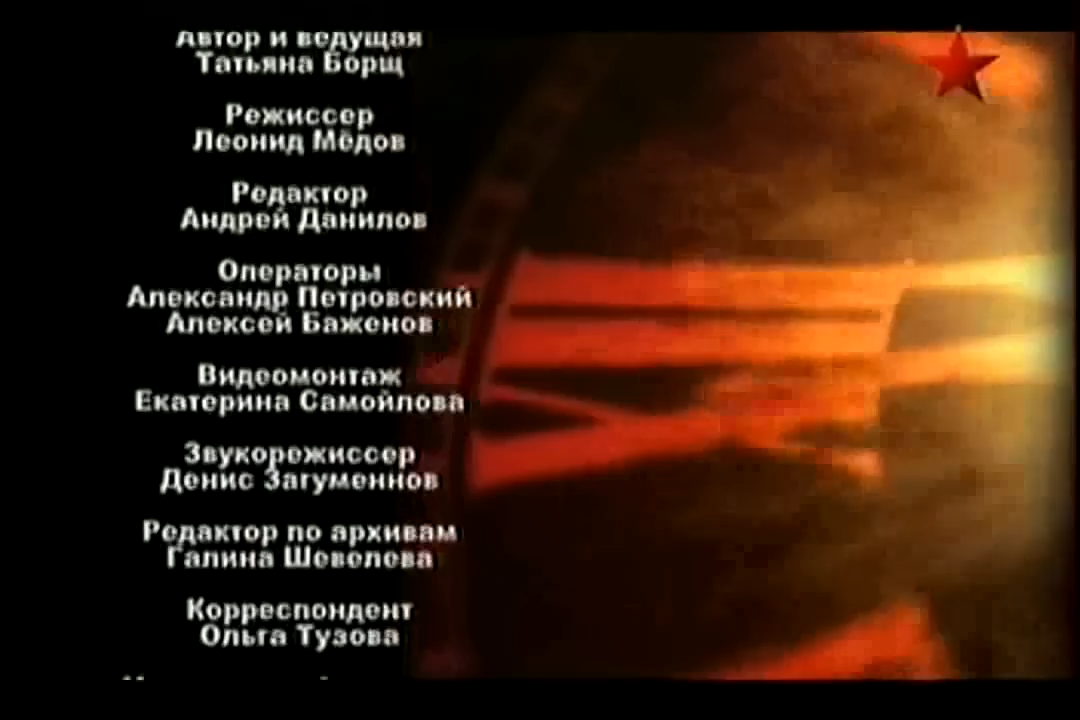 Автор и ведущая
Татьяна Борщ
Режиссер
Леонид Мёдов
Редактор
Андрей Данилов
Операторы
Александр Петровский
Алексей Баженов
Видеомонтаж
Екатерина Самойлова
Звукорежиссер
Денис Загуменнов
Редактор по архивам
Галина Шевелева
Корреспондент
Ольга Тузова